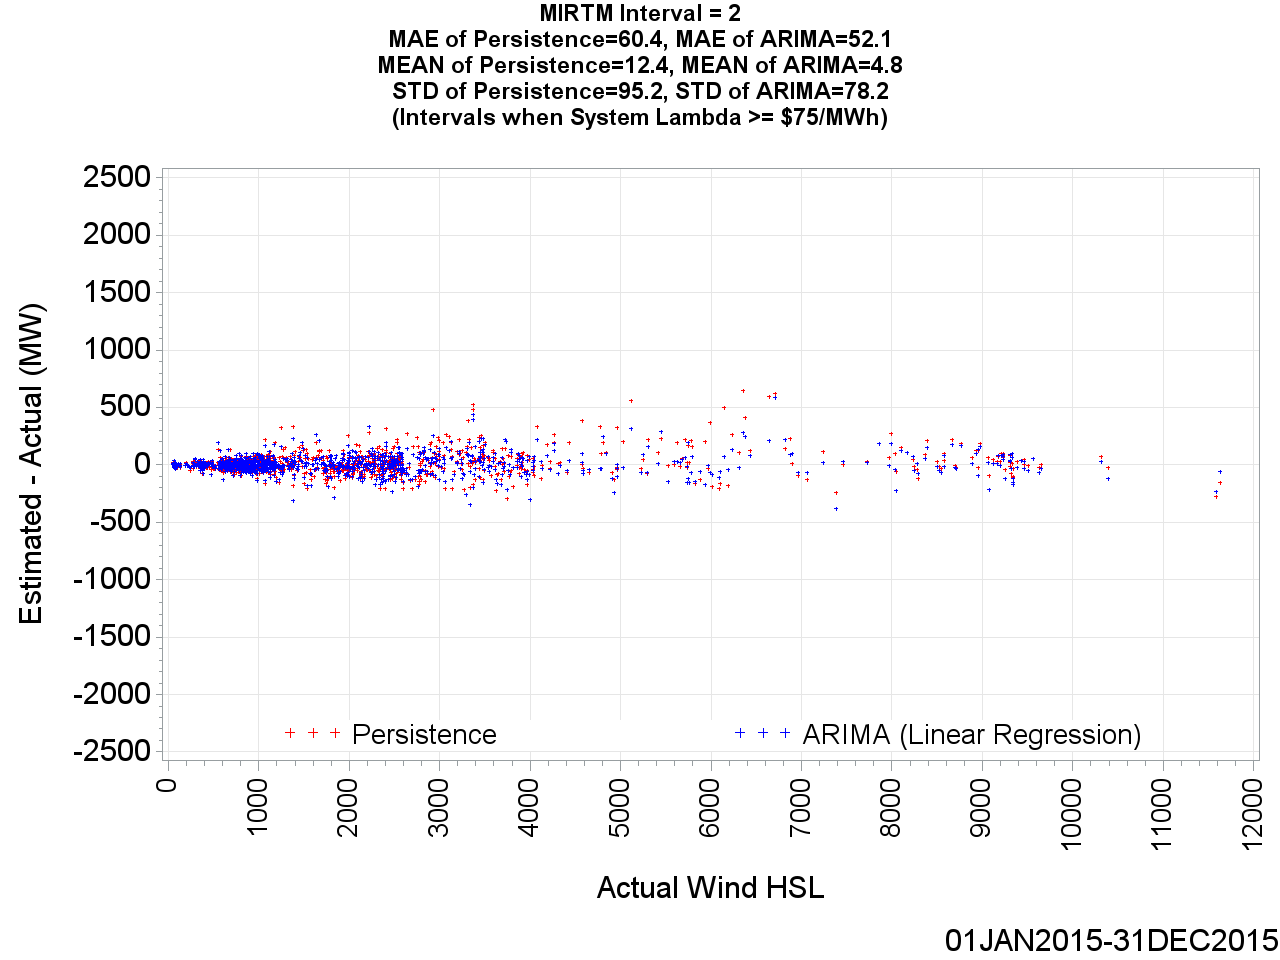 MIRTM Interval = 2
MAE of Persistence=60.4, MAE of ARIMA=52.1
MEAN of Persistence=12.4, MEAN of ARIMA=4.8
STD of Persistence=95.2, STD of ARIMA=78.2
(Intervals when System Lambda >= $75/MWh)
Estimated - Actual (MW)
2500
2000
1500
1000
500
0
-500
-1000
-1500
-2000
-2500
Persistence
ARIMA (Linear Regression)
0
1000
2000
3000
4000
5000
6000
7000
8000
9000
10000
11000
12000
Actual Wind HSL
01JAN2015-31DEC2015